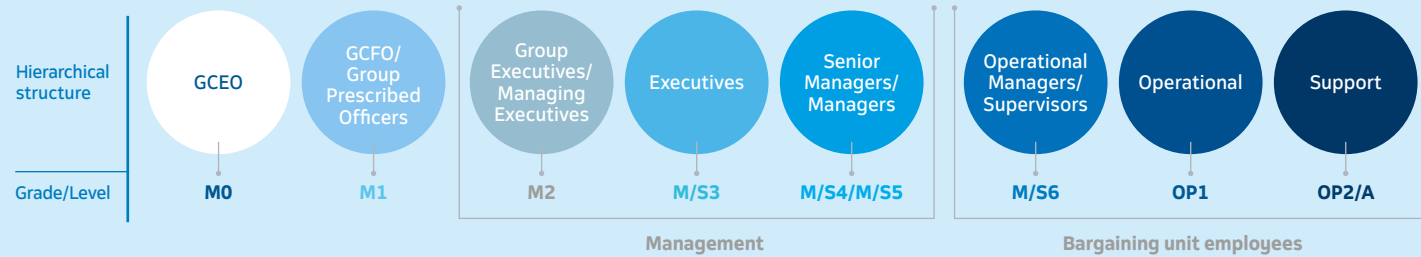 Hierarchical
structure
GCEO
GCFO/
Group
Prescribed
Officers
Group
Executives/
Managing
Executives
Executives
Senior
Managers/
Managers
Operational
Managers/
Supervisors
Operational
Support
Grade/Level
M0
M1
M2
M/S3
M/S4/M/S5
M/S6
OP1
OP2/A
Management
Bargaining unit employees